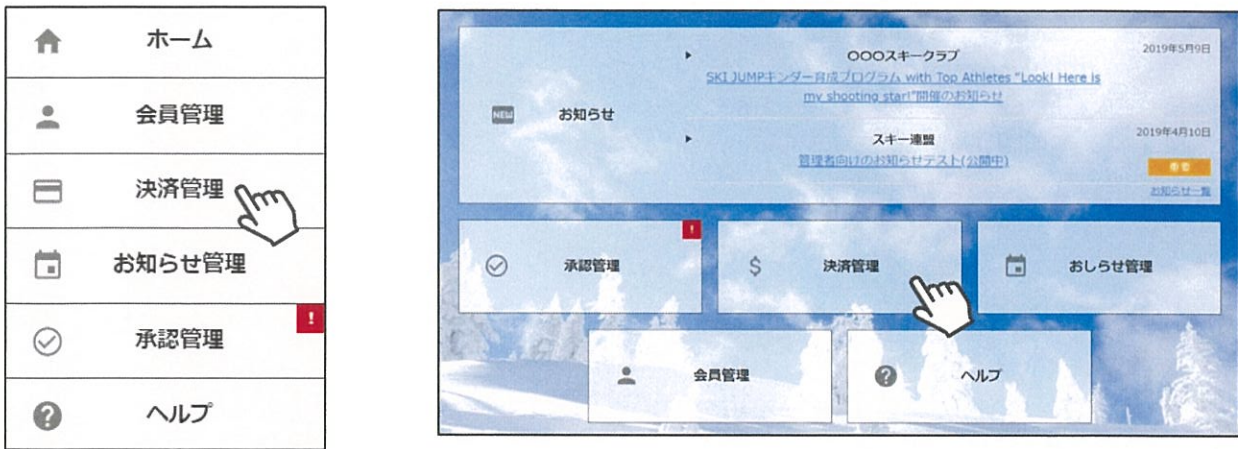 ホーム
会員管理
決済管理
お知らせ管理
!
承認管理
ヘルプ
〇〇〇スキークラブ
2019年5月9日
SKI JUMPキンダー育成プログラム with Top Athletes "Look! Here is
my shooting star!"開催のお知らせ
NEW
お知らせ
スキー連盟
2019年4月10日
管理者向けのお知らせテスト(公開中)
重要
お知らせ一覧
!
承認管理
$
決済管理
おしらせ管理
会員管理
?
ヘルプ